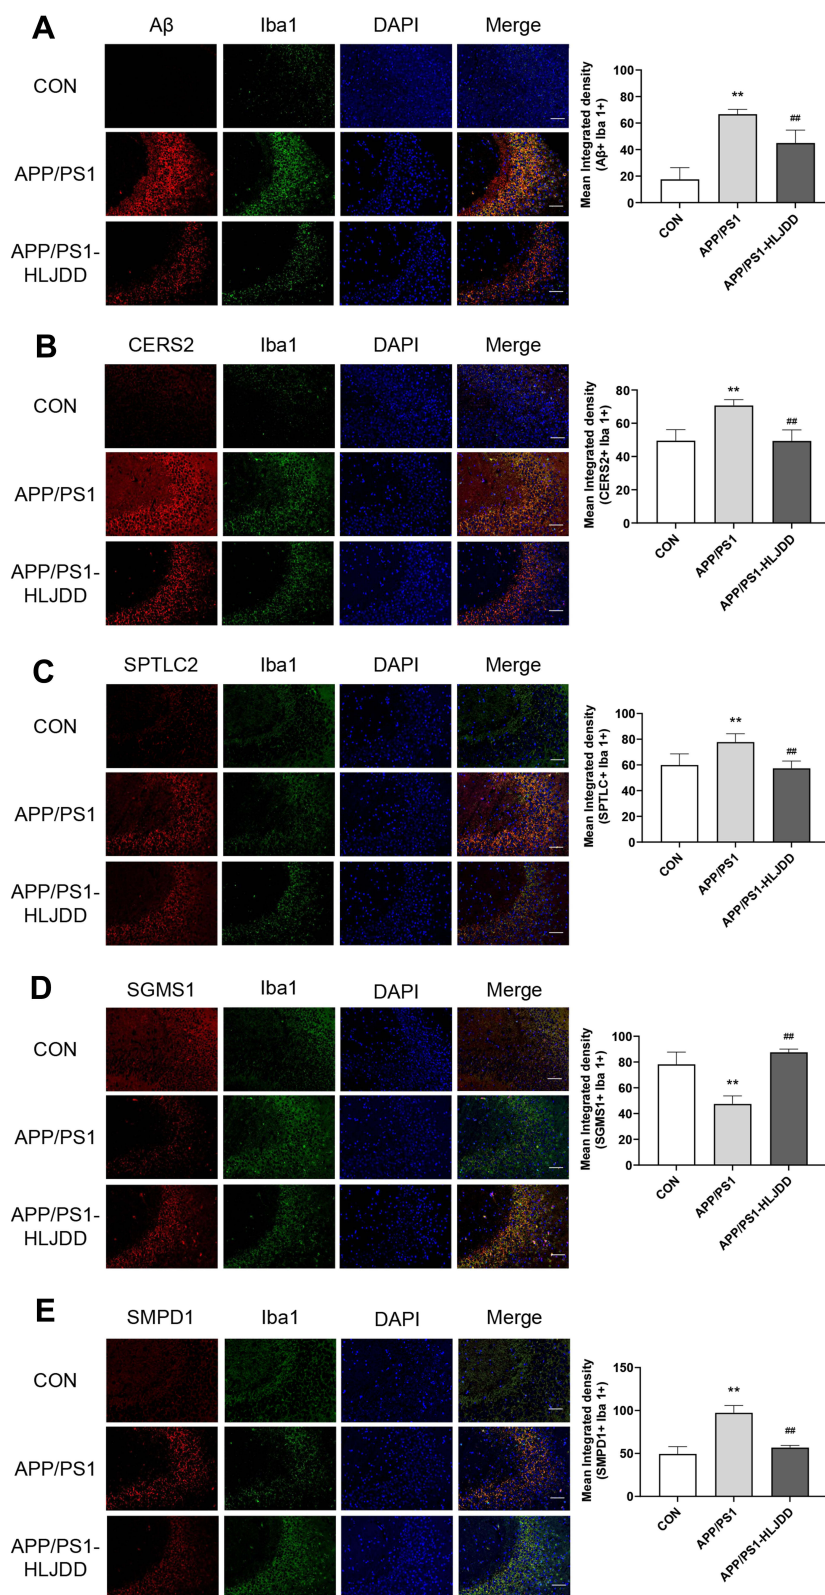 A
Aβ Iba1 DAPI Merge
CON
APP/PS1
APP/PS1-
HLJDD
Mean Integrated density
(Aβ+ Iba 1+)
100
80
60
40
20
0
**
##
CON
APP/PS1
APP/PS1-HLJDD
B
CERS2 Iba1 DAPI Merge
CON
APP/PS1
APP/PS1-
HLJDD
Mean Integrated density
(CERS2+ Iba 1+)
80
60
40
20
0
**
##
CON
APP/PS1
APP/PS1-HLJDD
C
SPTLC2 Iba1 DAPI Merge
CON
APP/PS1
APP/PS1-
HLJDD
Mean Integrated density
(SPTLC+ Iba 1+)
100
80
60
40
20
0
**
##
CON
APP/PS1
APP/PS1-HLJDD
D
SGMS1 Iba1 DAPI Merge
CON
APP/PS1
APP/PS1-
HLJDD
Mean Integrated density
(SGMS1+ Iba 1+)
100
80
60
40
20
0
**
##
CON
APP/PS1
APP/PS1-HLJDD
E
SMPD1 Iba1 DAPI Merge
CON
APP/PS1
APP/PS1-
HLJDD
Mean Integrated density
(SMPD1+ Iba 1+)
150
100
50
0
**
##
CON
APP/PS1
APP/PS1-HLJDD